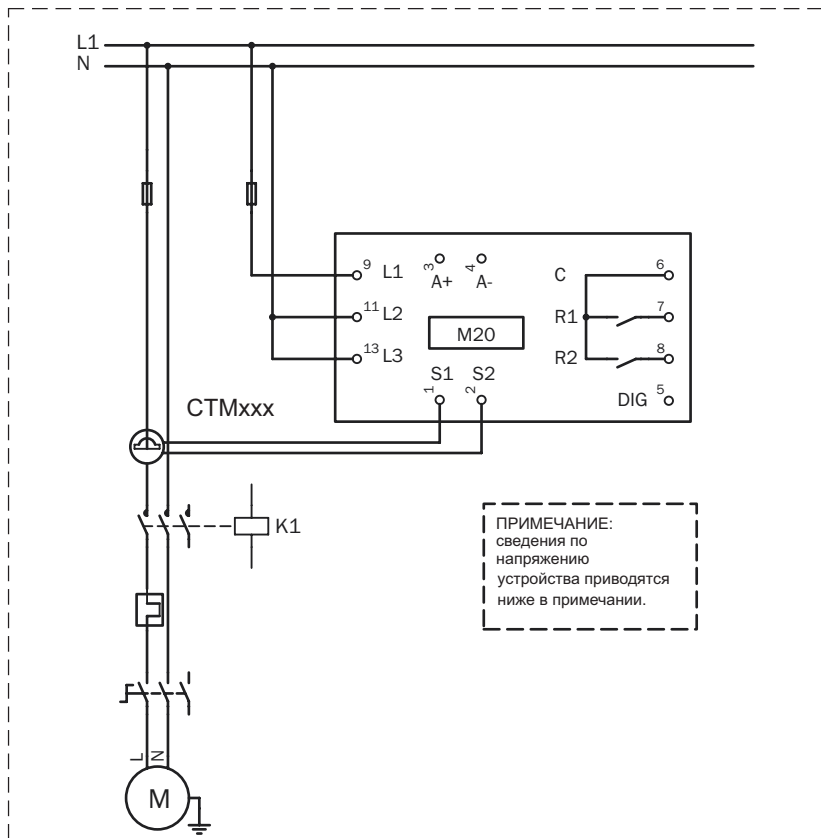 L1
N
9 L1
3 A+
4 A-
C 6
11 L2
R1 7
M20
13 L3
R2 8
S1 S2
1 2
DIG 5
CTMxxx
K1
ПРИМЕЧАНИЕ:
сведения по
напряжению
устройства приводятся
ниже в примечании.
L N
M